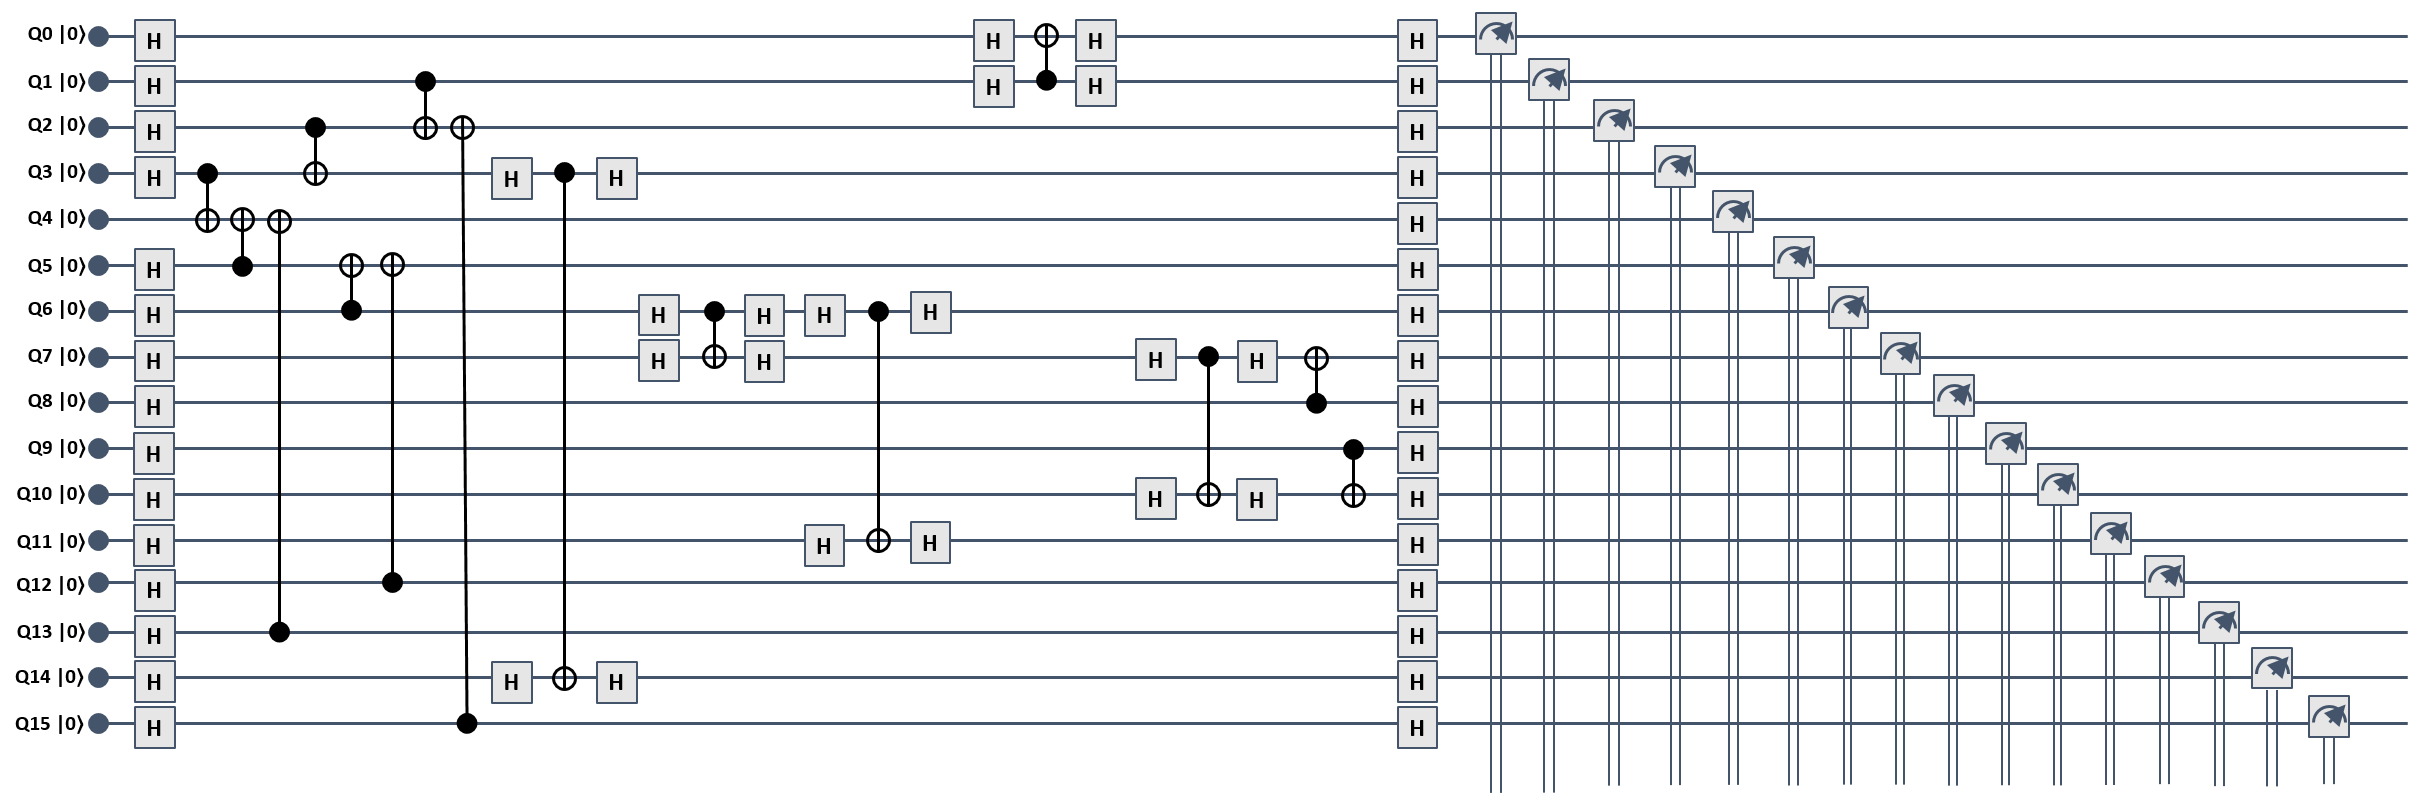 Q0 |0⟩ H H H H
Q1 |0⟩ H H H H
Q2 |0⟩ H H
Q3 |0⟩ H H H H
Q4 |0⟩ H
Q5 |0⟩ H H
Q6 |0⟩ H H H H H H
Q7 |0⟩ H H H H H H
Q8 |0⟩ H H
Q9 |0⟩ H H
Q10 |0⟩ H H H H
Q11 |0⟩ H H H H
Q12 |0⟩ H H
Q13 |0⟩ H H
Q14 |0⟩ H H H H
Q15 |0⟩ H H